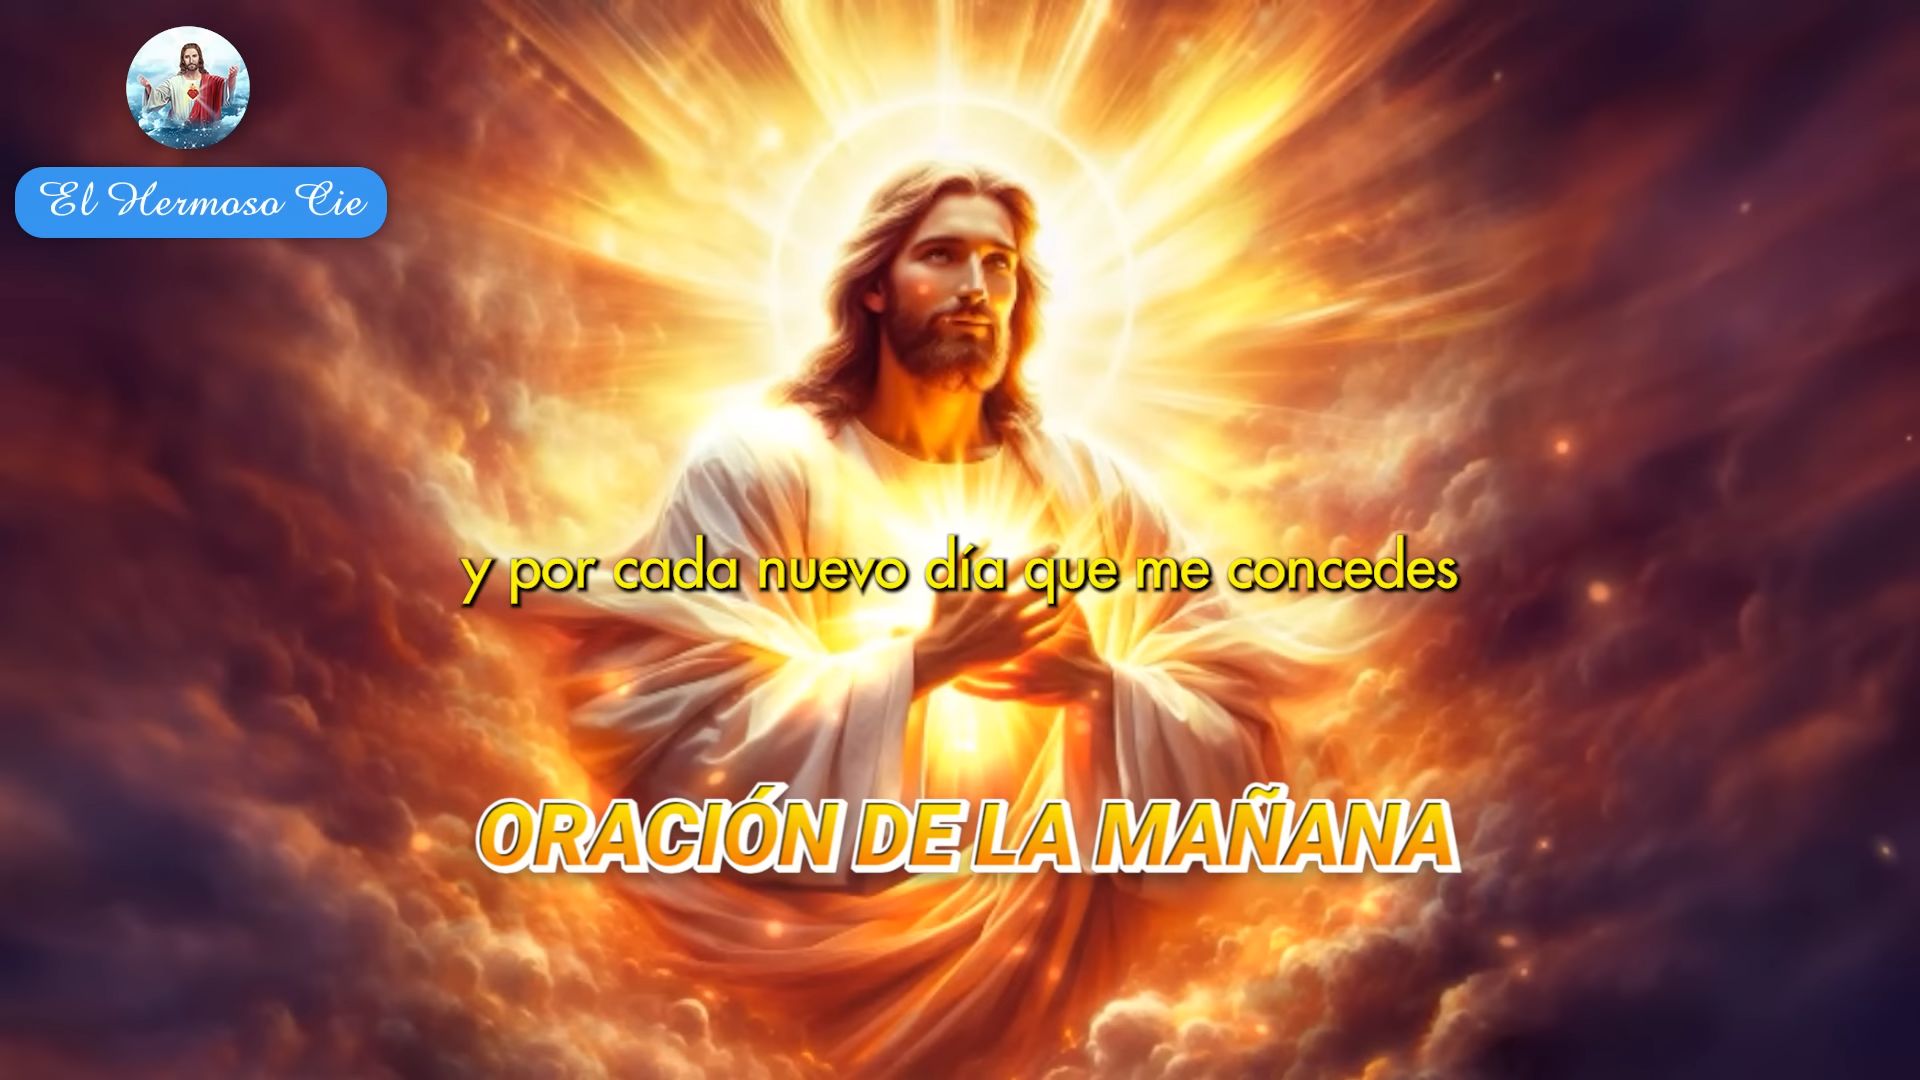 El Hermoso Cie
y por cada nuevo día que me concedes
ORACIÓN DE LA MAÑANA